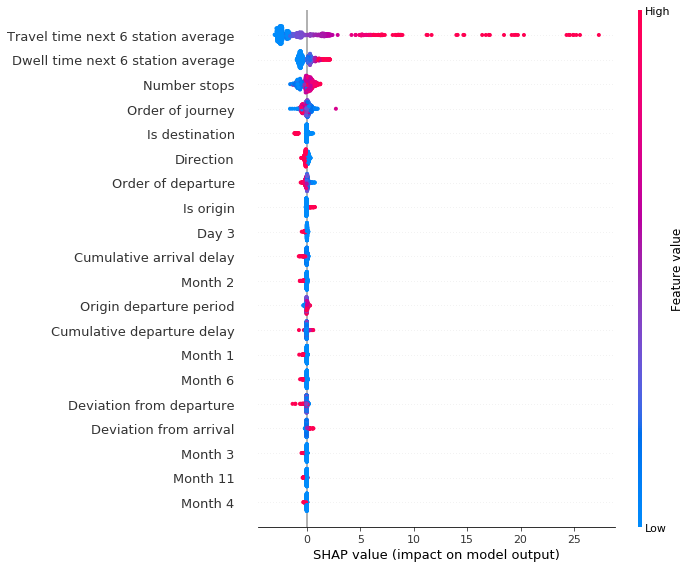 High
Travel time next 6 station average
Dwell time next 6 station average
Number stops
Order of journey
Is destination
Direction
Order of departure
Is origin
Day 3
Cumulative arrival delay
Month 2
Origin departure period
Cumulative departure delay
Month 1
Month 6
Deviation from departure
Deviation from arrival
Month 3
Month 11
Month 4
Feature value
Low
0 5 10 15 20 25
SHAP value (impact on model output)